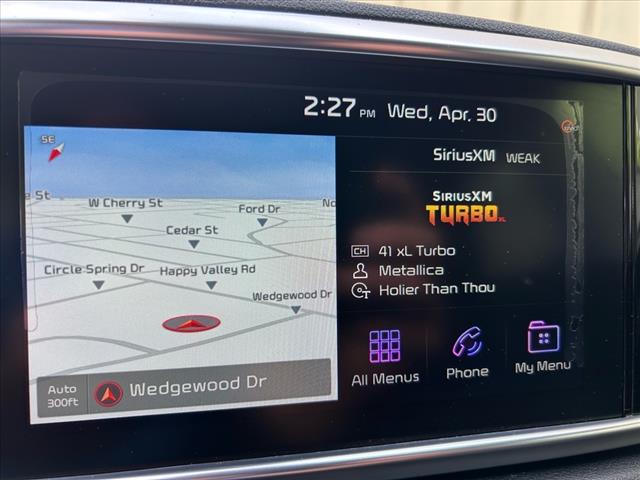 2:27 PM Wed, Apr. 30
SE
SiriusXM WEAK
e St
W Cherry St
Ford Dr
No
SIRIUSXM
TURBO XL
Cedar St
CH 41 xL Turbo
Circle Spring Dr
Happy Valley Rd
Metallica
Wedgewood Dr
Holier Than Thou
Auto
300ft
Wedgewood Dr
All Menus
Phone
My Menu